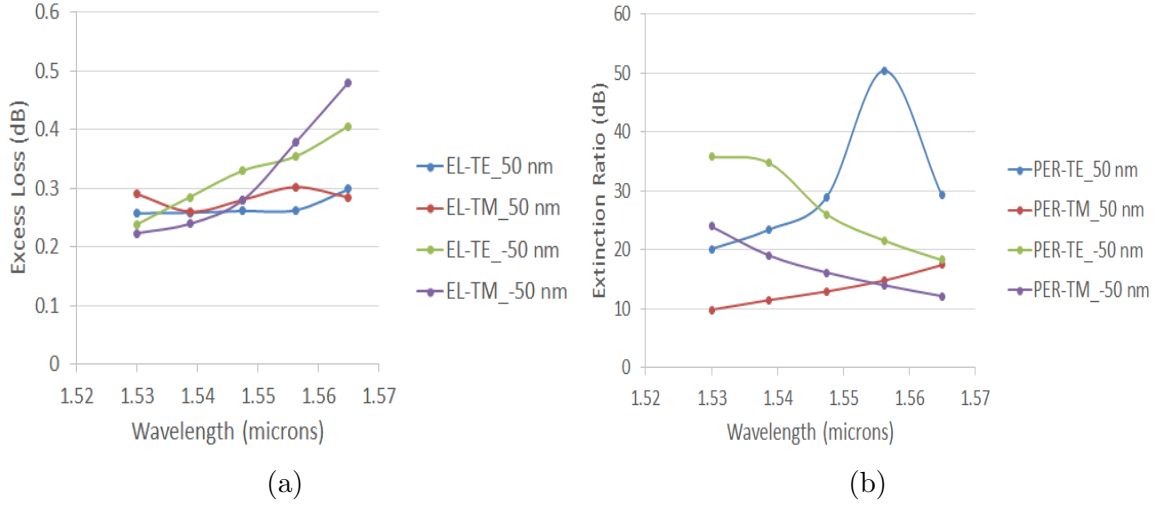 0.6
0.5
0.4
0.3
0.2
0.1
0
Excess Loss (dB)
1.52 1.53 1.54 1.55 1.56 1.57
Wavelength (microns)
EL-TE_50 nm
EL-TM_50 nm
EL-TE_-50 nm
EL-TM_-50 nm
(a)
60
50
40
30
20
10
0
Extinction Ratio (dB)
1.52 1.53 1.54 1.55 1.56 1.57
Wavelength (microns)
PER-TE_50 nm
PER-TM_50 nm
PER-TE_-50 nm
PER-TM_-50 nm
(b)